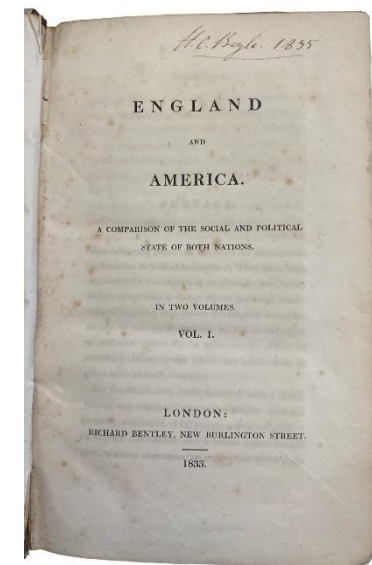 H. C. Boyle. 1835
ENGLAND
AND
AMERICA.
A COMPARISON OF THE SOCIAL AND POLITICAL
STATE OF BOTH NATIONS.
IN TWO VOLUMES.
VOL. I.
LONDON:
RICHARD BENTLEY, NEW BURLINGTON STREET.
1833.